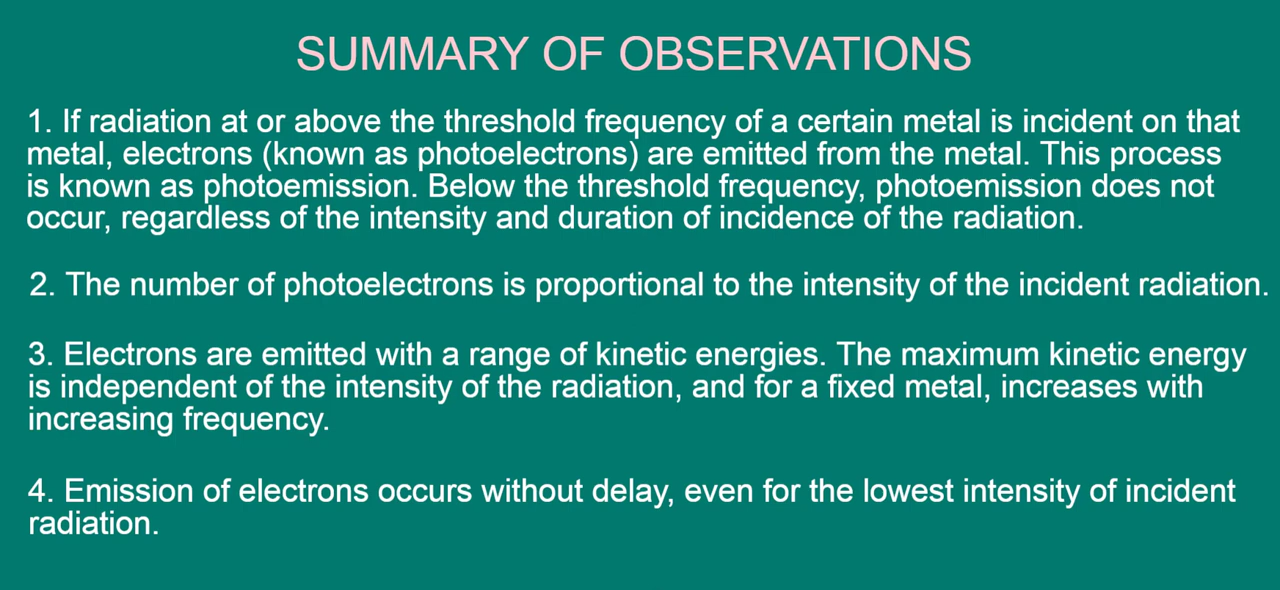 SUMMARY OF OBSERVATIONS
1. If radiation at or above the threshold frequency of a certain metal is incident on that
metal, electrons (known as photoelectrons) are emitted from the metal. This process
is known as photoemission. Below the threshold frequency, photoemission does not
occur, regardless of the intensity and duration of incidence of the radiation.
2. The number of photoelectrons is proportional to the intensity of the incident radiation.
3. Electrons are emitted with a range of kinetic energies. The maximum kinetic energy
is independent of the intensity of the radiation, and for a fixed metal, increases with
increasing frequency.
4. Emission of electrons occurs without delay, even for the lowest intensity of incident
radiation.